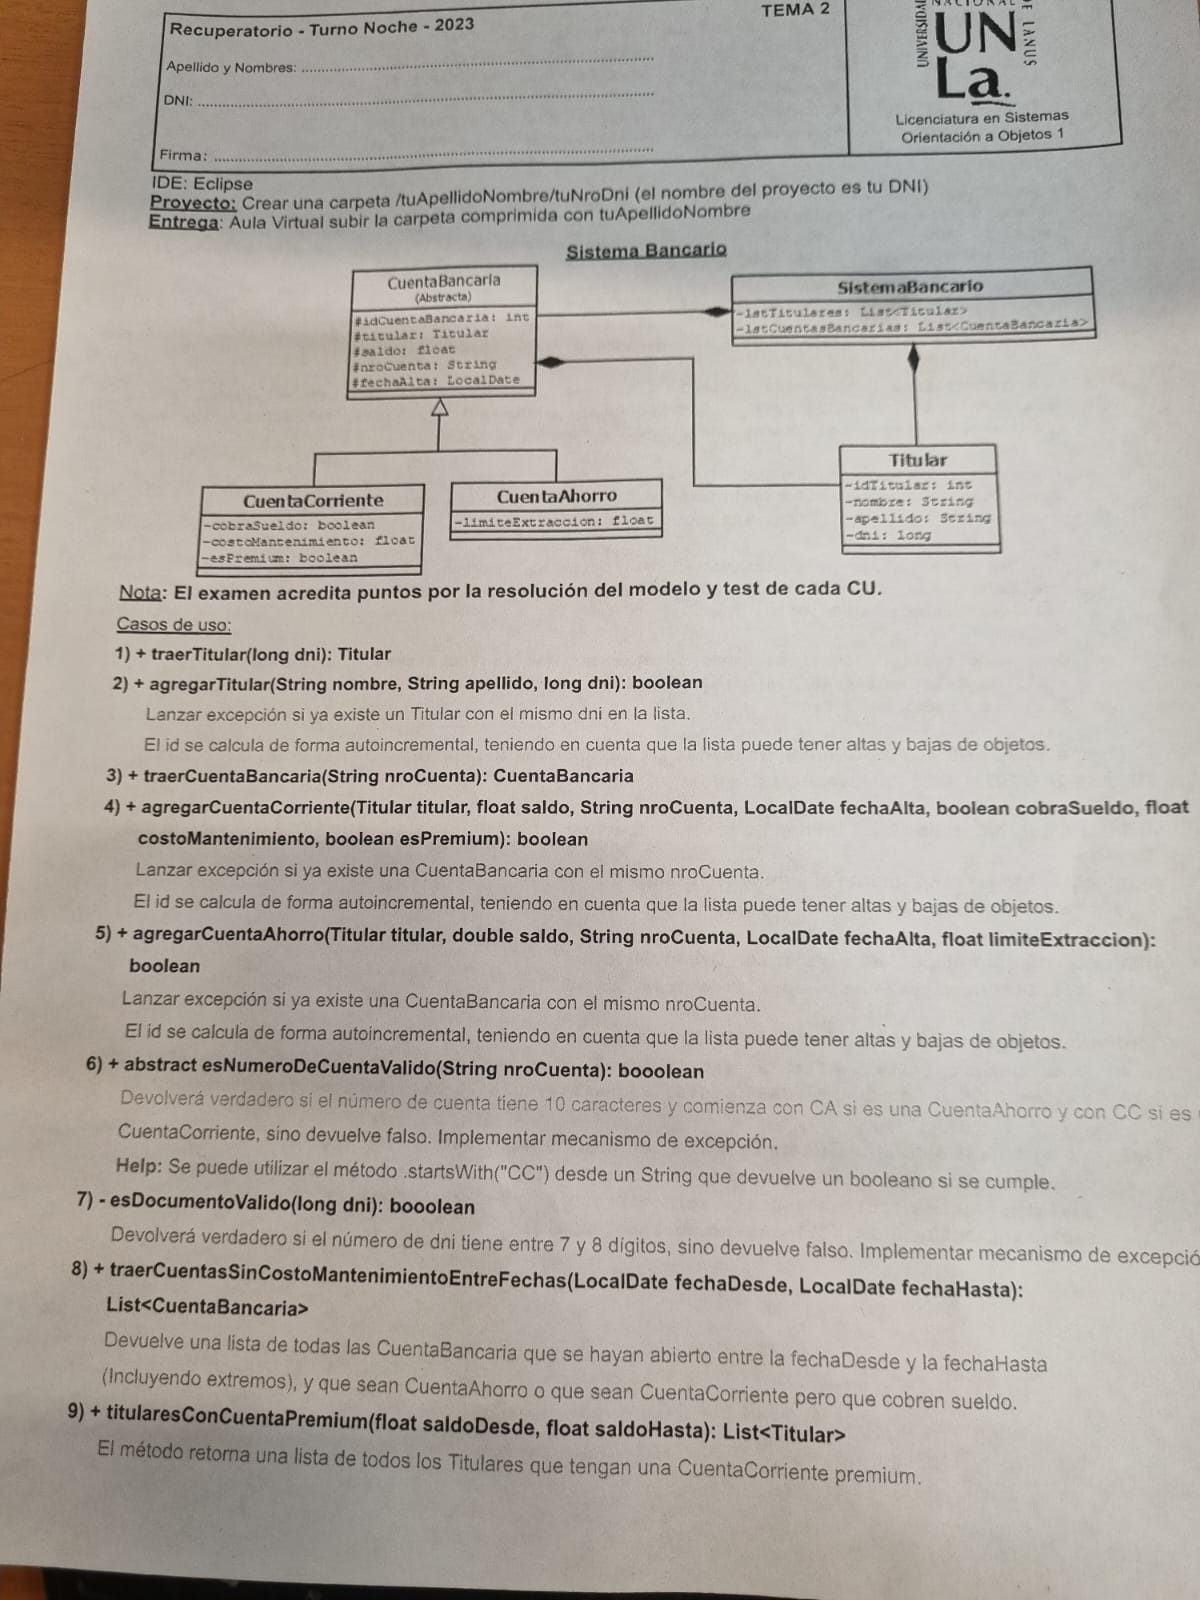 Recuperatorio - Turno Noche - 2023
TEMA 2
Apellido y Nombres:
DNI:
Firma:
UNIVERSIDAD NACIONAL DE LANUS
UNLa.
Licenciatura en Sistemas
Orientación a Objetos 1
IDE: Eclipse
Proyecto: Crear una carpeta /tuApellidoNombre/tuNroDni (el nombre del proyecto es tu DNI)
Entrega: Aula Virtual subir la carpeta comprimida con tuApellidoNombre
Sistema Bancario
CuentaBancaria
(Abstracta)
#idCuentaBancaria: int
#titular: Titular
#saldo: float
#nroCuenta: String
#fechaAlta: LocalDate
SistemaBancario
-lstTitulares: List<Titular>
-lstCuentasBancarias: List<CuentaBancaria>
CuentaCorriente
-cobraSueldo: boolean
-costoMantenimiento: float
-esPremium: boolean
CuentaAhorro
-limiteExtraccion: float
Titular
-idTitular: int
-nombre: String
-apellido: String
-dni: long
Nota: El examen acredita puntos por la resolución del modelo y test de cada CU.
Casos de uso:
1) + traerTitular(long dni): Titular
2) + agregarTitular(String nombre, String apellido, long dni): boolean
Lanzar excepción si ya existe un Titular con el mismo dni en la lista.
El id se calcula de forma autoincremental, teniendo en cuenta que la lista puede tener altas y bajas de objetos.
3) + traerCuentaBancaria(String nroCuenta): CuentaBancaria
4) + agregarCuentaCorriente(Titular titular, float saldo, String nroCuenta, LocalDate fechaAlta, boolean cobraSueldo, float
costoMantenimiento, boolean esPremium): boolean
Lanzar excepción si ya existe una CuentaBancaria con el mismo nroCuenta.
El id se calcula de forma autoincremental, teniendo en cuenta que la lista puede tener altas y bajas de objetos.
5) + agregarCuentaAhorro(Titular titular, double saldo, String nroCuenta, LocalDate fechaAlta, float limiteExtraccion):
boolean
Lanzar excepción si ya existe una CuentaBancaria con el mismo nroCuenta.
El id se calcula de forma autoincremental, teniendo en cuenta que la lista puede tener altas y bajas de objetos.
6) + abstract esNumeroDeCuentaValido(String nroCuenta): booolean
Devolverá verdadero si el número de cuenta tiene 10 caracteres y comienza con CA si es una CuentaAhorro y con CC si es
CuentaCorriente, sino devuelve falso. Implementar mecanismo de excepción.
Help: Se puede utilizar el método .startsWith("CC") desde un String que devuelve un booleano si se cumple.
7) - esDocumentoValido(long dni): booolean
Devolverá verdadero si el número de dni tiene entre 7 y 8 dígitos, sino devuelve falso. Implementar mecanismo de excepció
8) + traerCuentasSinCostoMantenimientoEntreFechas(LocalDate fechaDesde, LocalDate fechaHasta):
List<CuentaBancaria>
Devuelve una lista de todas las CuentaBancaria que se hayan abierto entre la fechaDesde y la fechaHasta
(Incluyendo extremos), y que sean CuentaAhorro o que sean CuentaCorriente pero que cobren sueldo.
9) + titularesConCuentaPremium(float saldoDesde, float saldoHasta): List<Titular>
El método retorna una lista de todos los Titulares que tengan una CuentaCorriente premium.